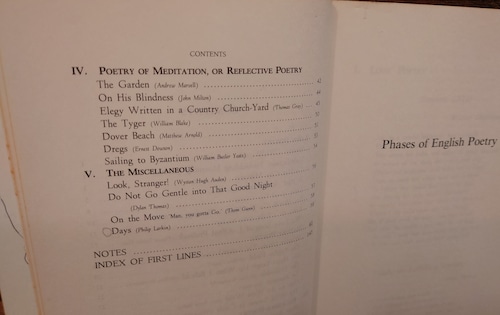 CONTENTS
IV. POETRY OF MEDITATION, OR REFLECTIVE POETRY
The Garden (Andrew Marvell)
On His Blindness (John Milton)
Elegy Written in a Country Church-Yard (Thomas Gray)
The Tyger (William Blake)
Dover Beach (Matthew Arnold)
Dregs (Ernest Dowson)
Sailing to Byzantium (William Butler Yeats)
V. THE MISCELLANEOUS
Look, Stranger! (Wystan Hugh Auden)
Do Not Go Gentle into That Good Night
(Dylan Thomas)
On the Move Man, you gotta Go. (Thom Gunn)
Days (Philip Larkin)
NOTES
INDEX OF FIRST LINES
Phases of English Poetry